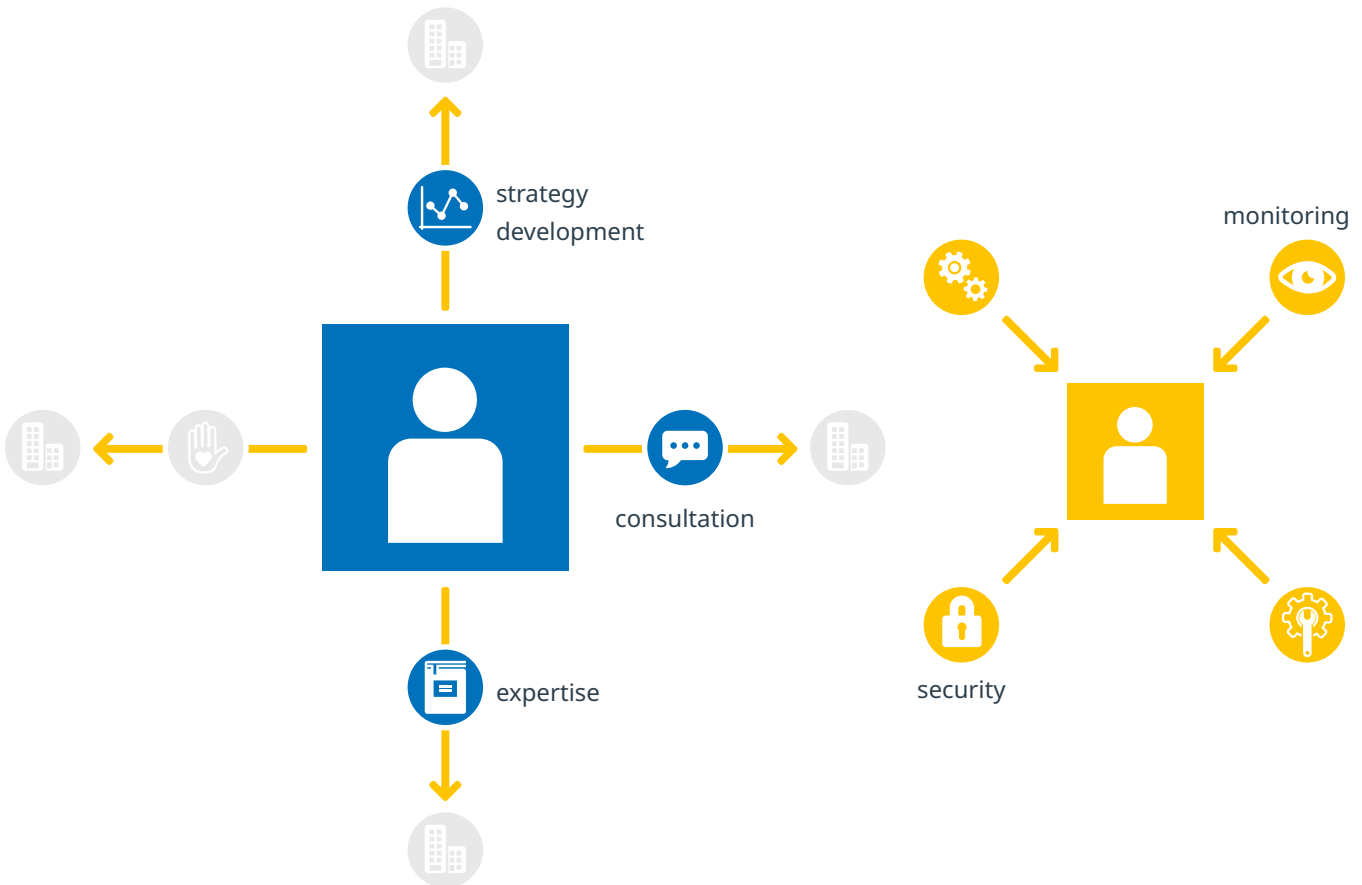 strategy
development
monitoring
consultation
expertise
security